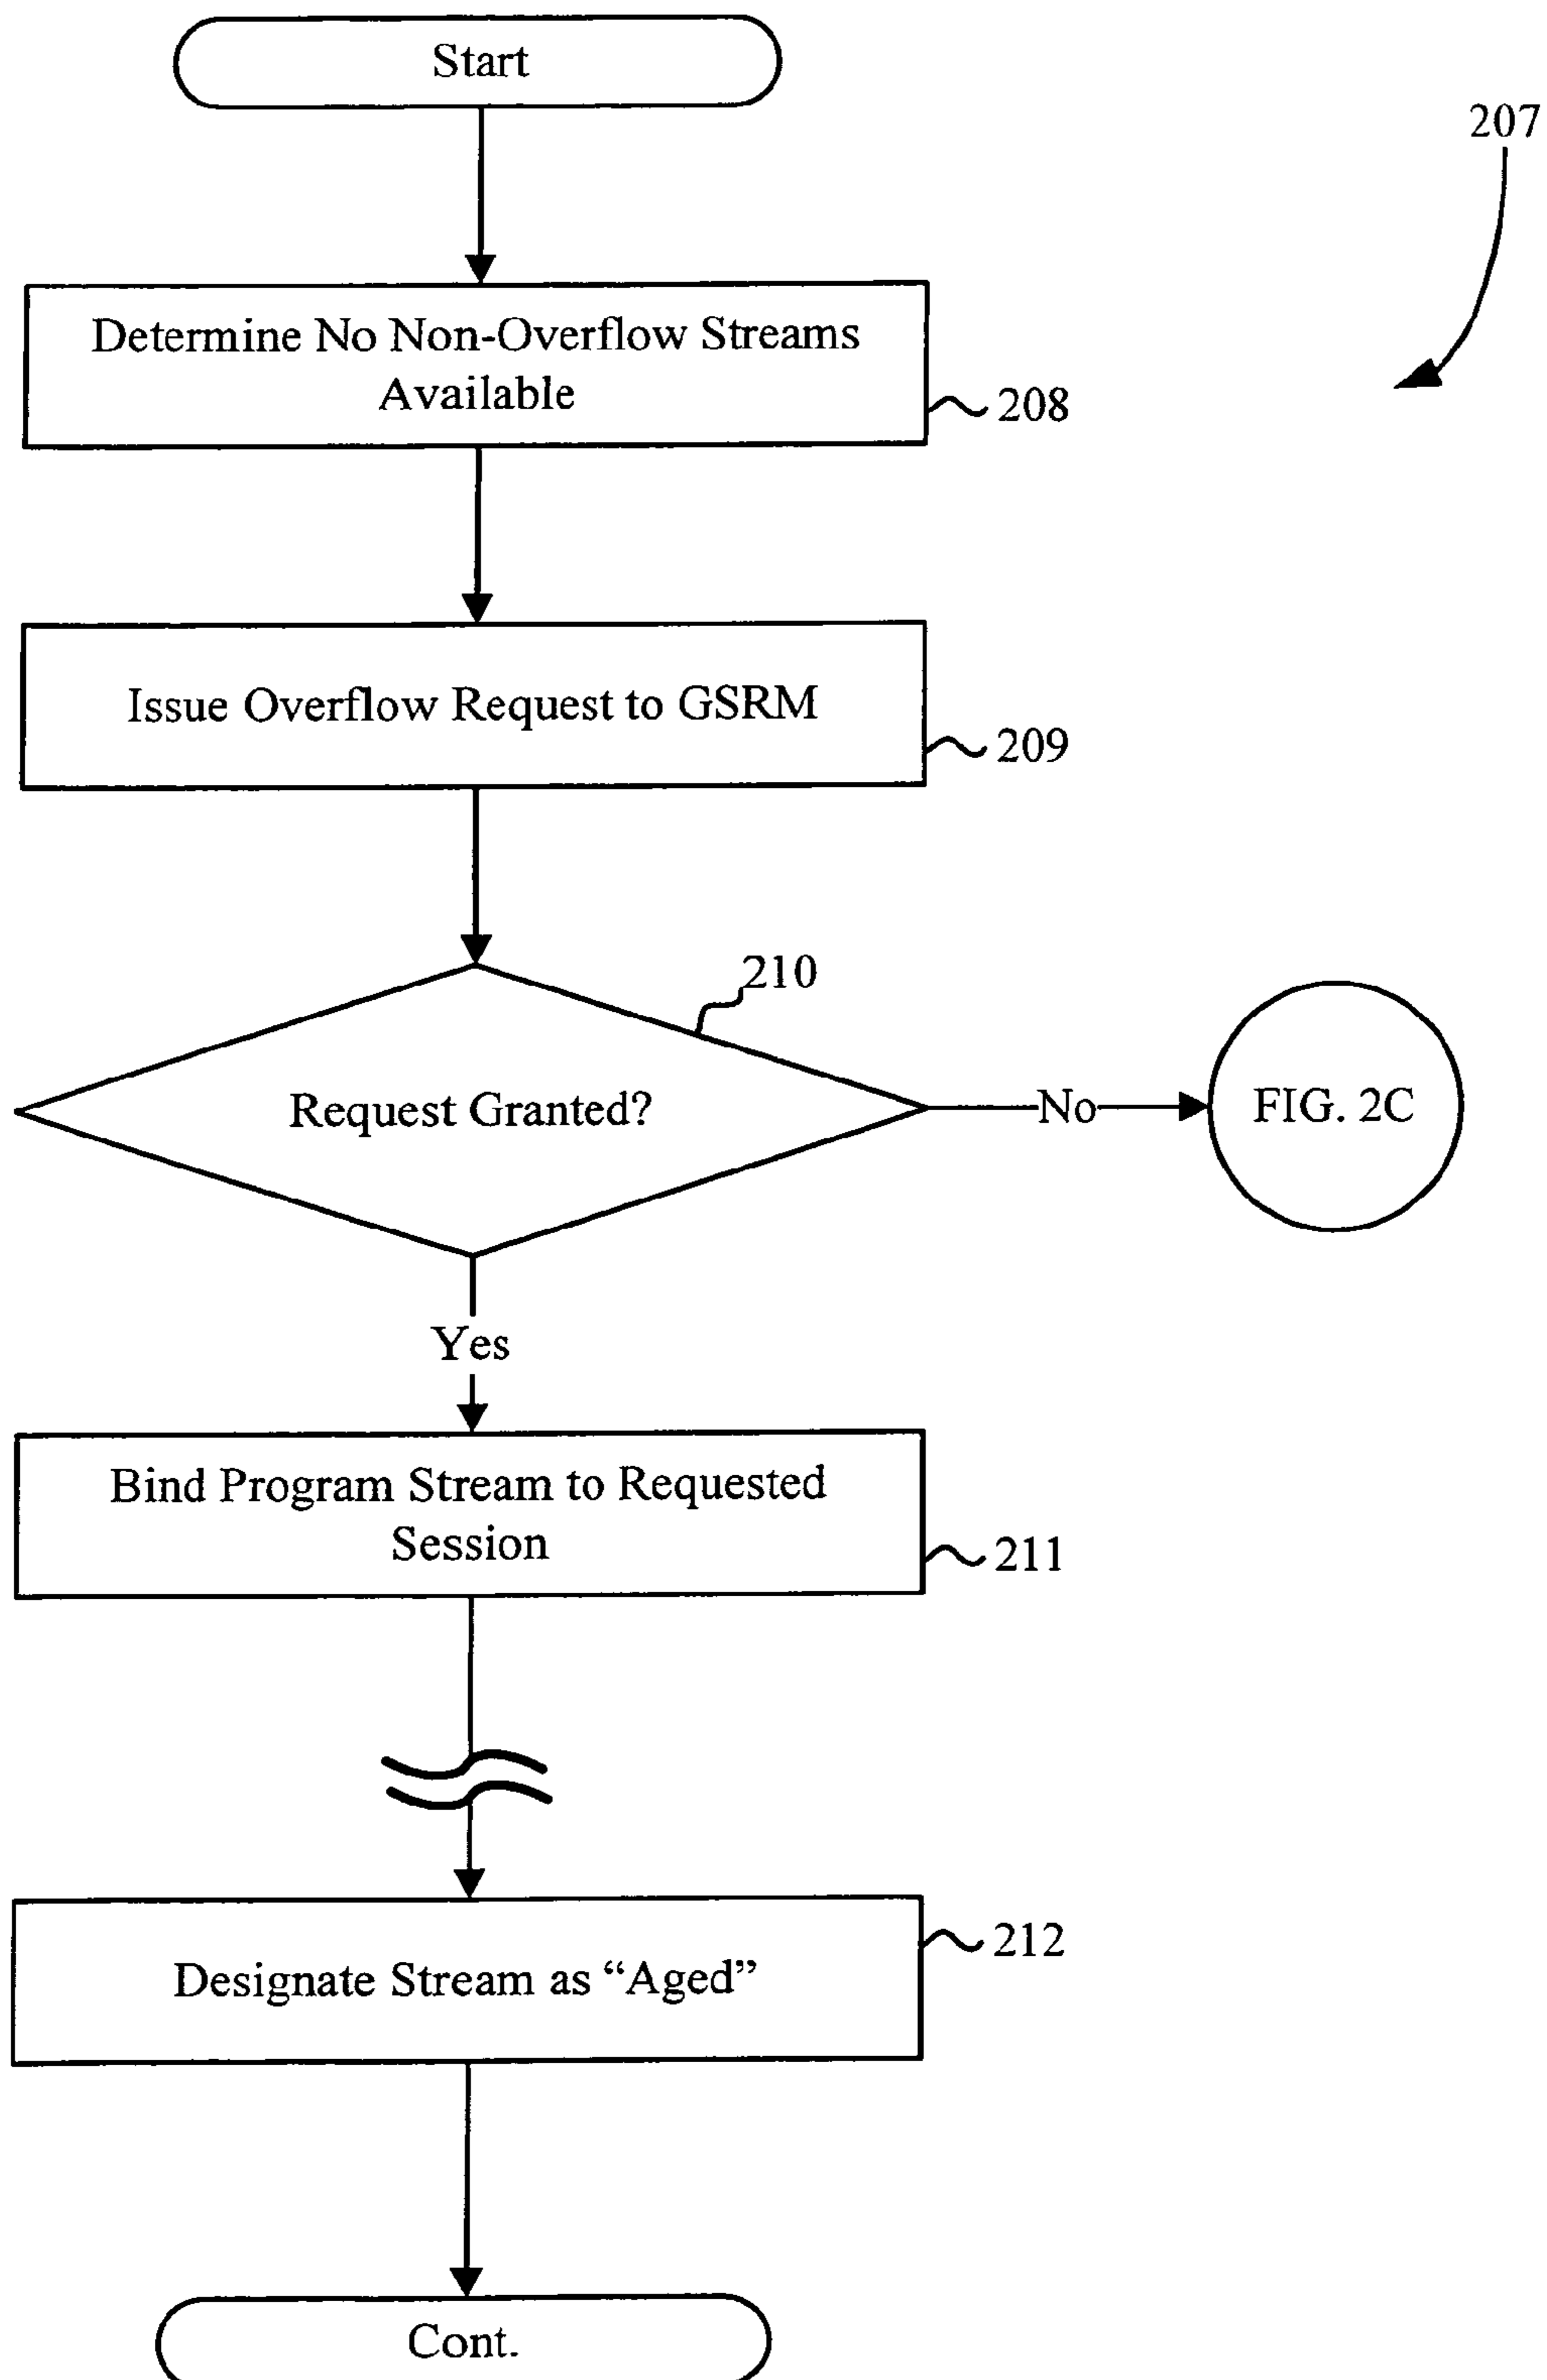 Start
207
Determine No Non-Overflow Streams
Available
208
Issue Overflow Request to GSRM
209
210
Request Granted?
No
FIG. 2C
Yes
Bind Program Stream to Requested
Session
211
212
Designate Stream as “Aged”
Cont.